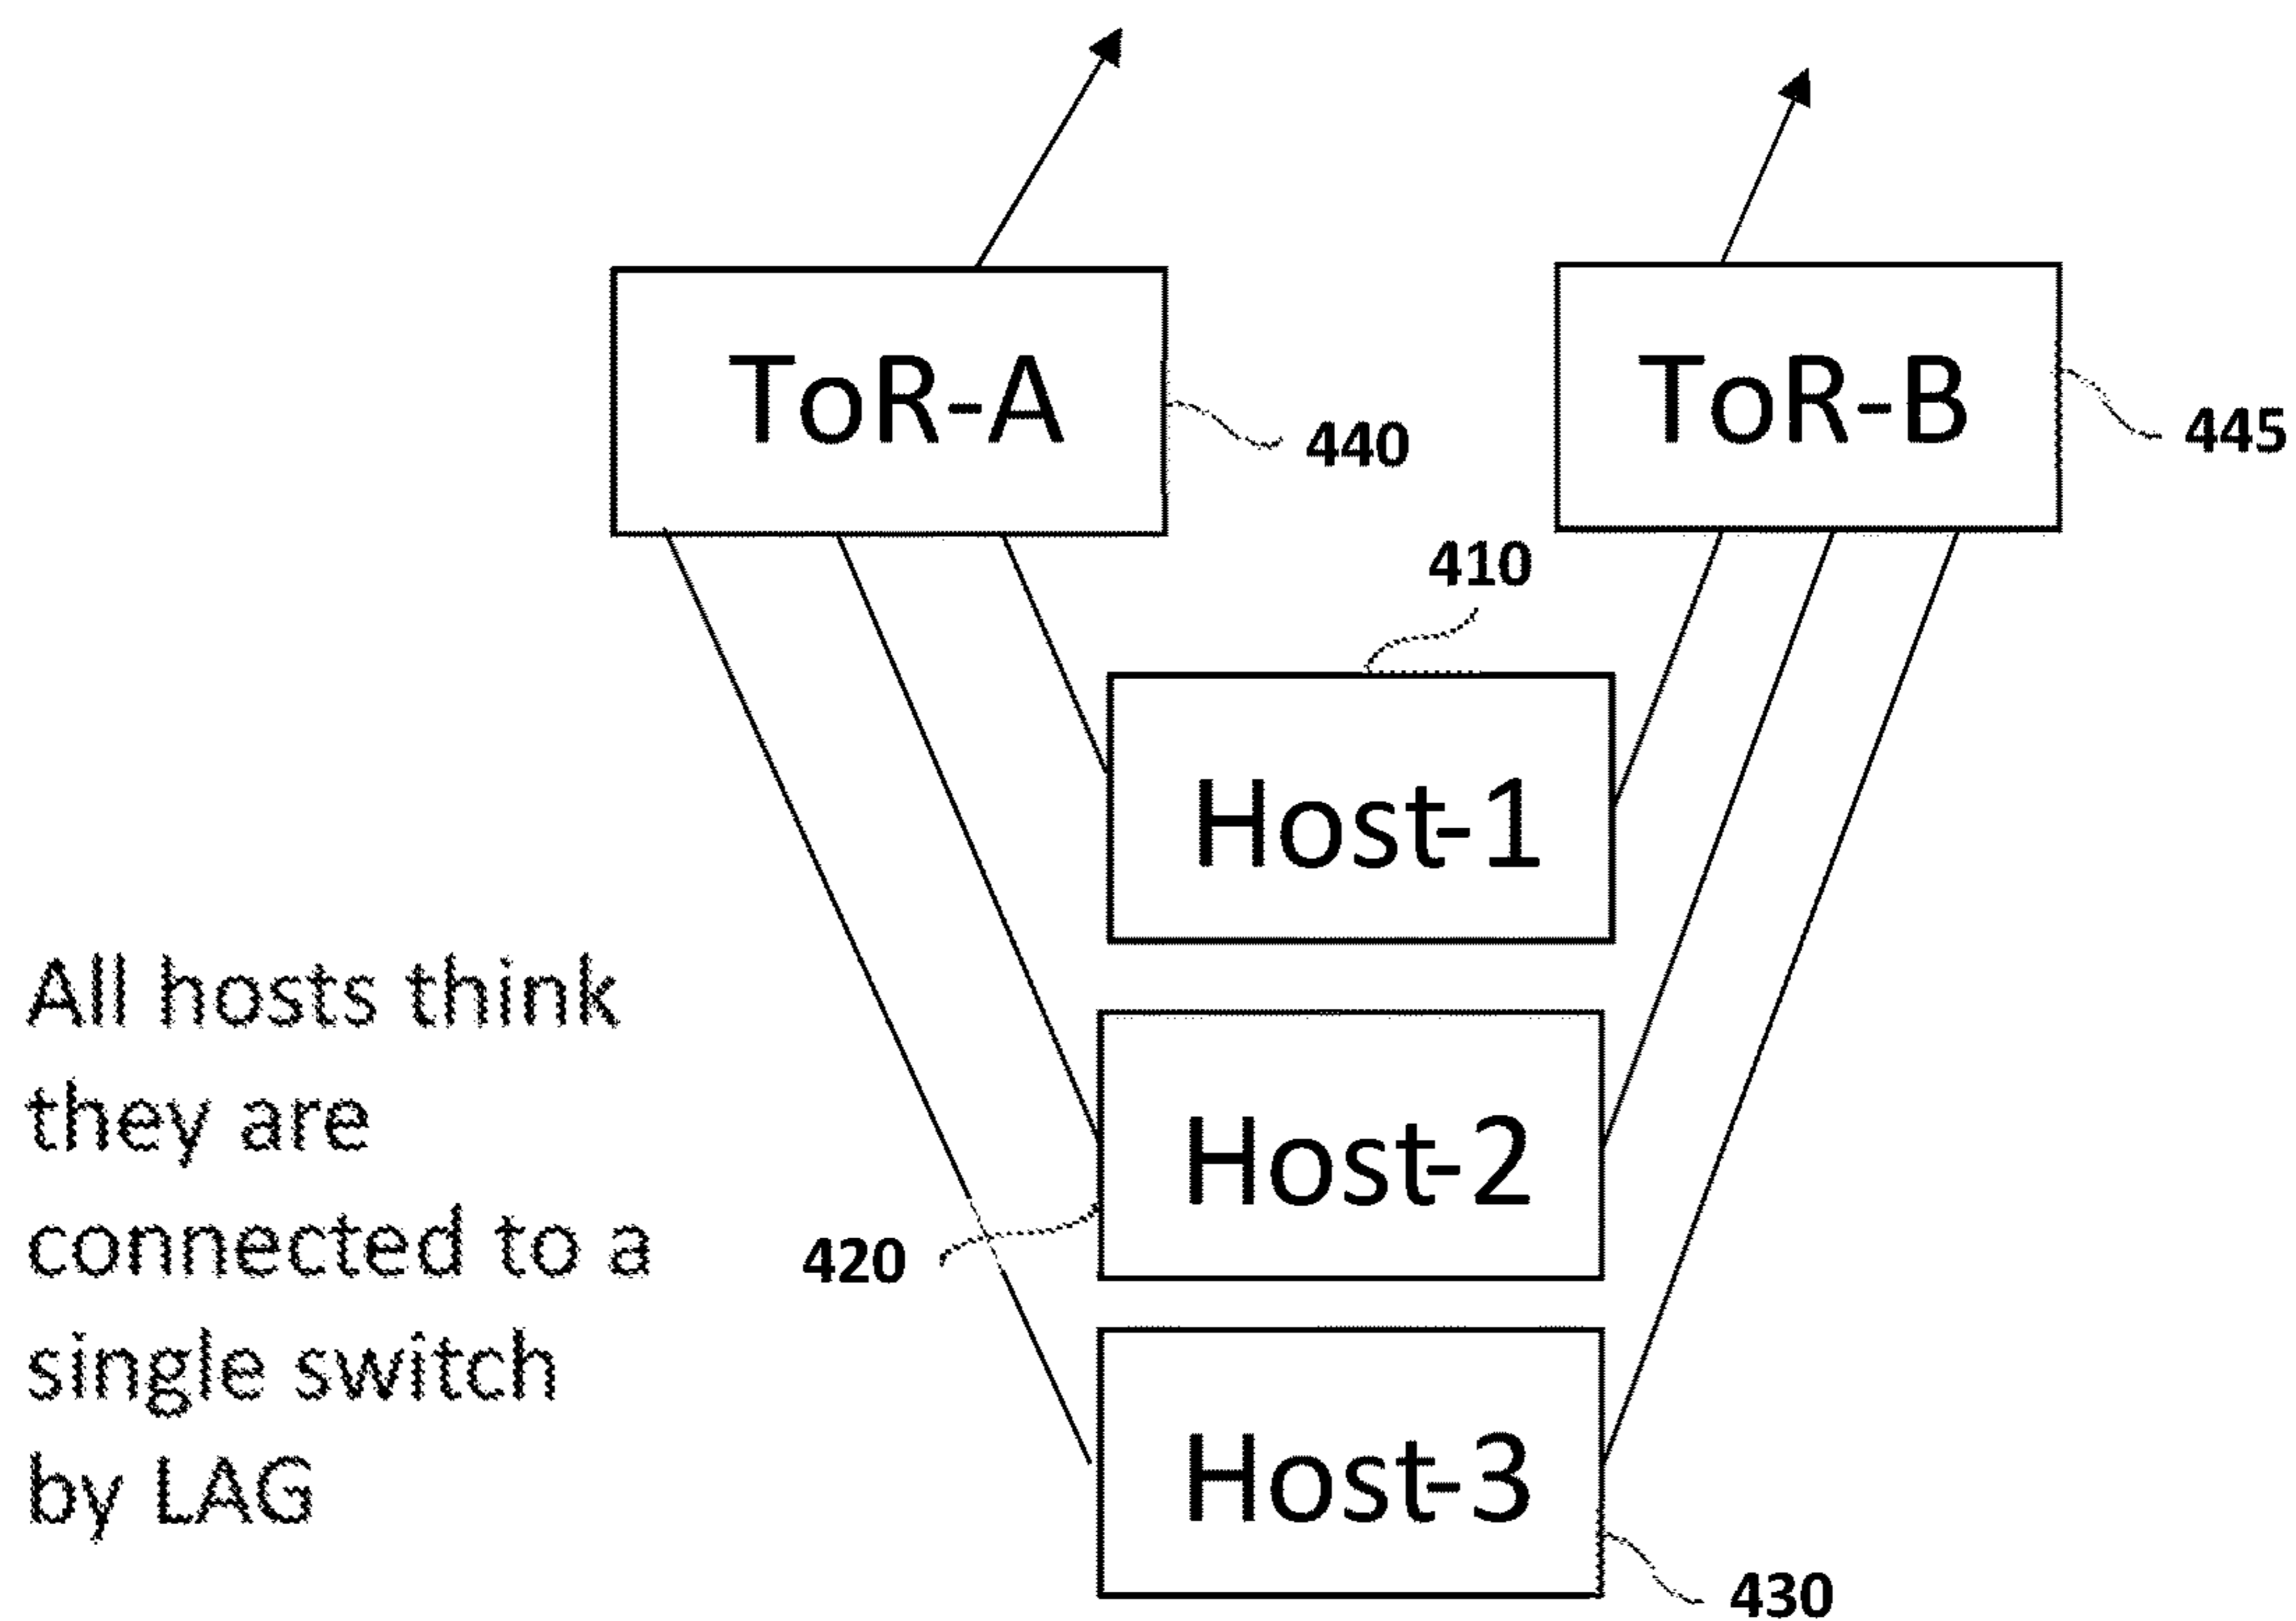 ToR-A
ToR-B
440
445
410
Host-1
All hosts think
they are
connected to a
single switch
by LAG
Host-2
420
Host-3
430